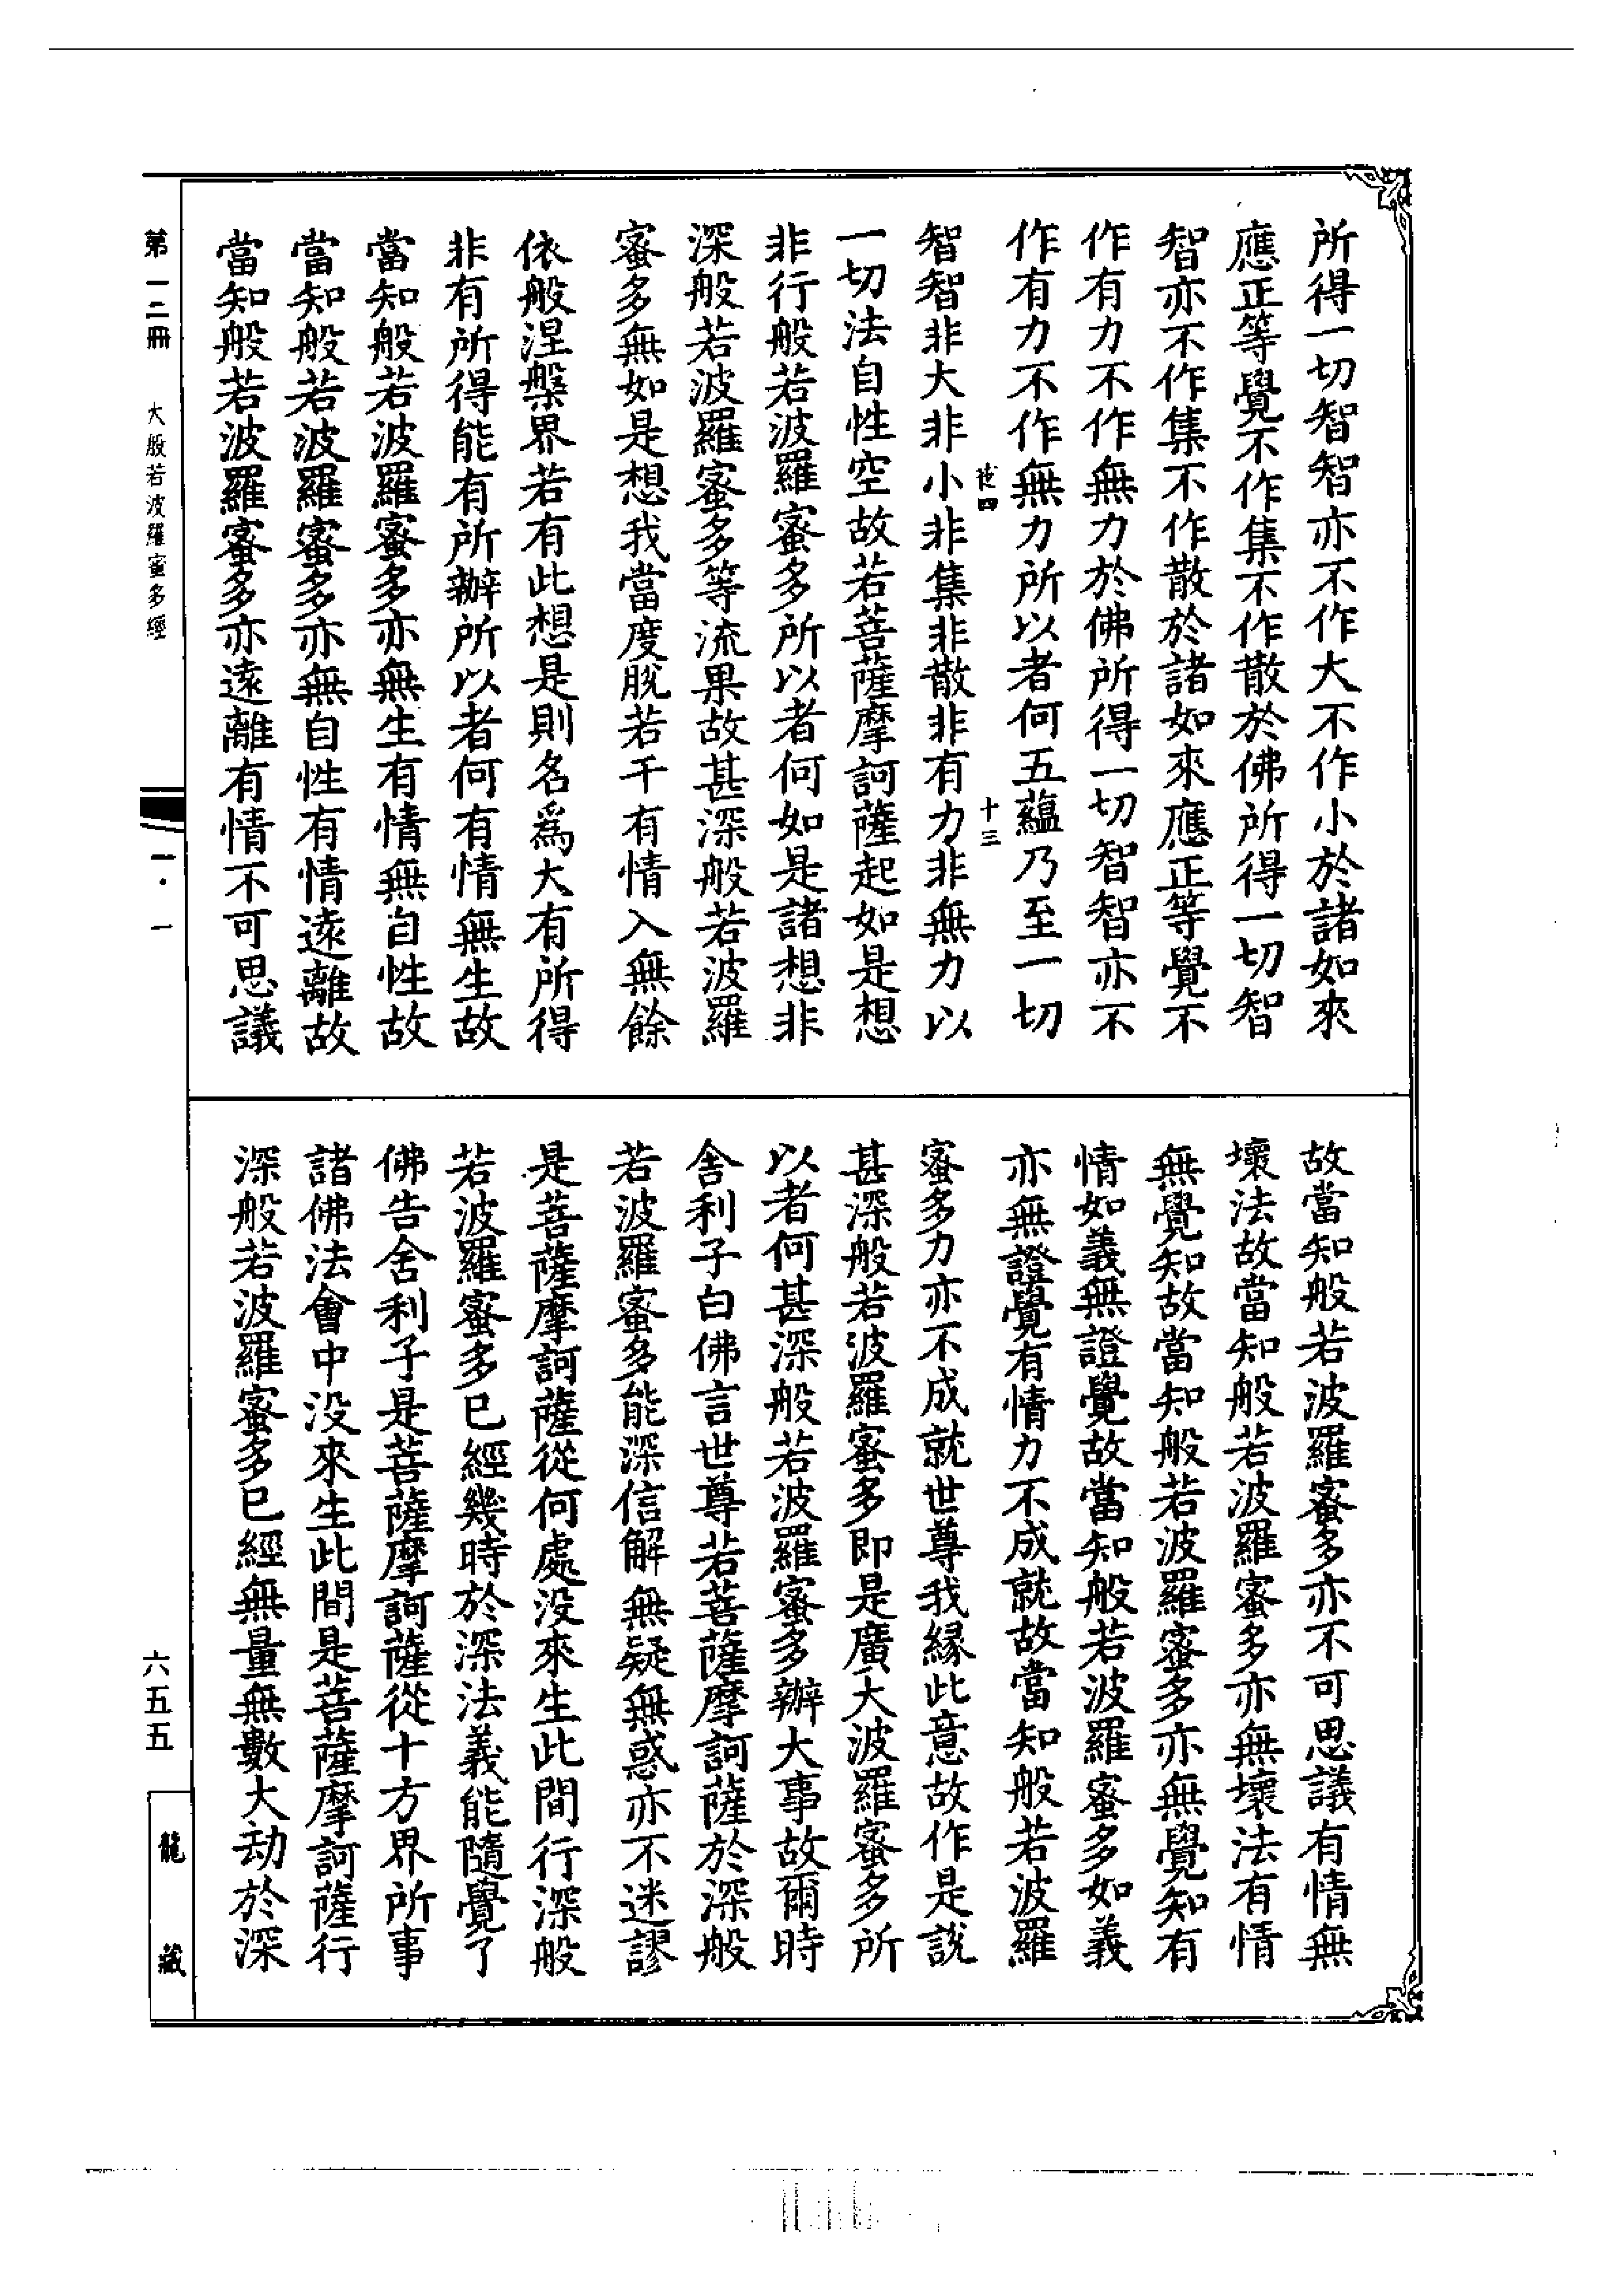 所得一切智智亦不作大不作小於諸如來
應正等覺不作集不作散於佛所得一切智
智亦不作集不作散於諸如來應正等覺不
作有力不作無力於佛所得一切智智亦不
作有力不作無力所以者何五蘊乃至一切
十三
智智非大非小非集非散非有力非無力以
一切法自性空故若菩薩摩訶薩起如是想
非行般若波羅蜜多所以者何如是諸想非
深般若波羅蜜多等流果故甚深般若波羅
蜜多無如是想我當度脫若干有情入無餘
依般涅槃界若有此想是則名為大有所得
非有所得能有所辦所以者何有情無生故
當知般若波羅蜜多亦無生有情無自性故
當知般若波羅蜜多亦無自性有情遠離故
當知般若波羅蜜多亦遠離有情不可思議
故當知般若波羅蜜多亦不可思議有情無
壞法故當知般若波羅蜜多亦無壞法有情
無覺知故當知般若波羅蜜多亦無覺知有
情如義無證覺故當知般若波羅蜜多如義
亦無證覺有情力不成就故當知般若波羅
蜜多力亦不成就世尊我緣此意故作是說
甚深般若波羅蜜多即是廣大波羅蜜多所
以者何甚深般若波羅蜜多辦大事故爾時
舍利子白佛言世尊若菩薩摩訶薩於深般
若波羅蜜多能深信解無疑無惑亦不迷謬
是菩薩摩訶薩從何處沒來生此間行深般
若波羅蜜多已經幾時於深法義能隨覺了
佛告舍利子是菩薩摩訶薩從十方界所事
諸佛法會中沒來生此間是菩薩摩訶薩行
深般若波羅蜜多已經無量無數大劫於深
第一二冊 大般若波羅蜜多經
一·一
六五五
龍藏